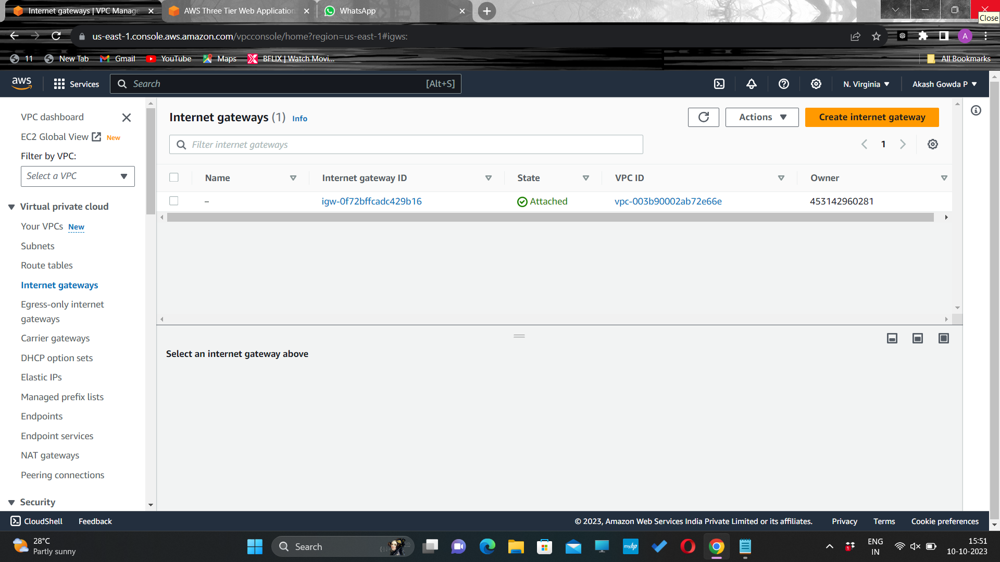 Internet gateways | VPC Manage
AWS Three Tier Web Application
WhatsApp
Close
us-east-1.console.aws.amazon.com/vpcconsole/home?region=us-east-1#igws:
A
11
New Tab
Gmail
YouTube
Maps
BFLIX | Watch Movi...
All Bookmarks
aws
Services
Search
[Alt+S]
N. Virginia
Akash Gowda P
VPC dashboard
EC2 Global View New
Filter by VPC:
Select a VPC
Virtual private cloud
Your VPCs New
Subnets
Route tables
Internet gateways
Egress-only internet
gateways
Carrier gateways
DHCP option sets
Elastic IPs
Managed prefix lists
Endpoints
Endpoint services
NAT gateways
Peering connections
Security
Internet gateways (1) Info
Actions
Create internet gateway
Filter internet gateways
1
Name Internet gateway ID State VPC ID Owner
– igw-0f72bffcadc429b16 Attached vpc-003b90002ab72e66e 453142960281
Select an internet gateway above
CloudShell Feedback
© 2023, Amazon Web Services India Private Limited or its affiliates. Privacy Terms Cookie preferences
28°C
Partly sunny
Search
myhp
1
ENG
IN
15:51
10-10-2023